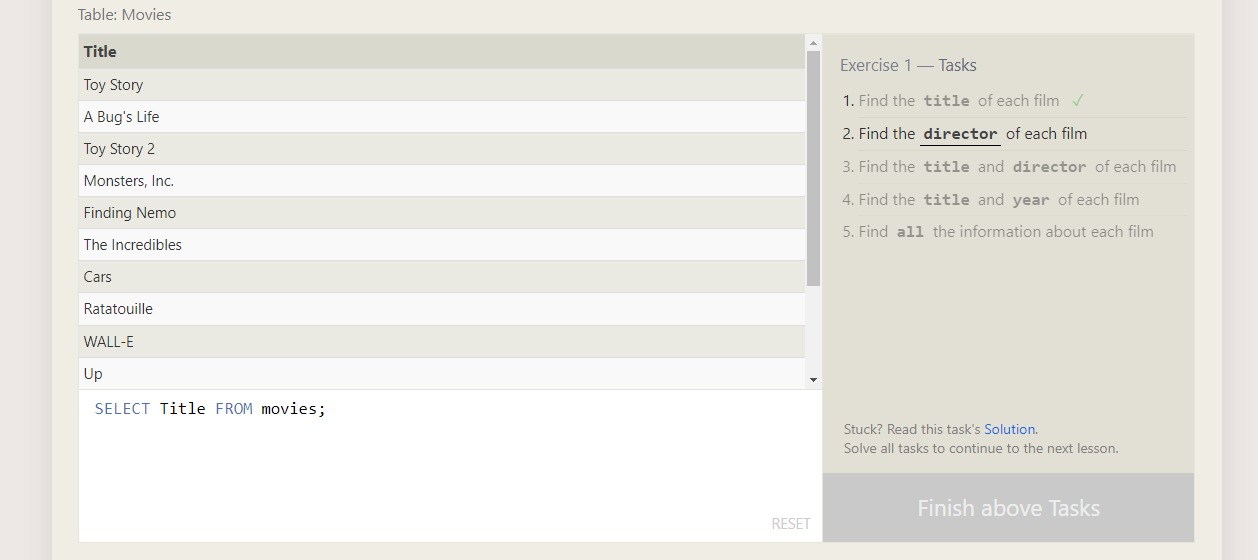 Table: Movies
Title
Toy Story
A Bug's Life
Toy Story 2
Monsters, Inc.
Finding Nemo
The Incredibles
Cars
Ratatouille
WALL-E
Up
SELECT Title FROM movies;
RESET
Exercise 1 — Tasks
1. Find the title of each film ✓
2. Find the director of each film
3. Find the title and director of each film
4. Find the title and year of each film
5. Find all the information about each film
Stuck? Read this task's Solution.
Solve all tasks to continue to the next lesson.
Finish above Tasks